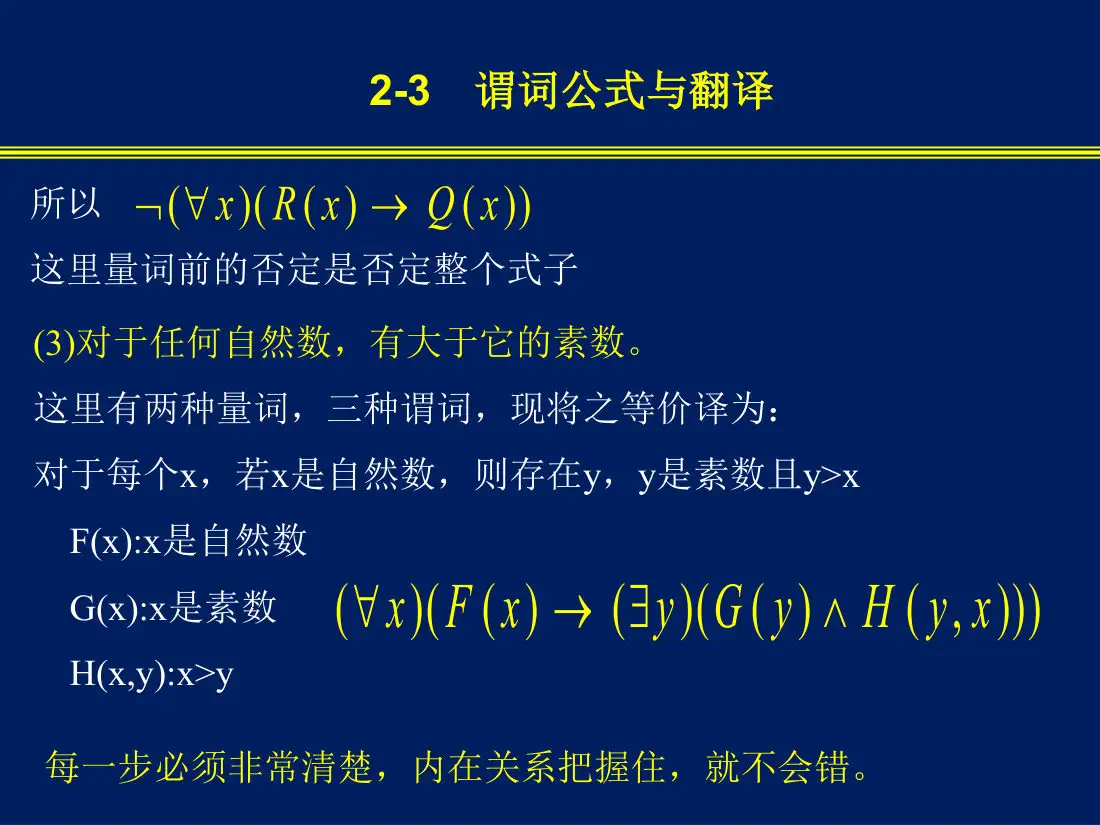 2-3 谓词公式与翻译
所以 ¬(∀x)(R(x) → Q(x))
这里量词前的否定是否定整个式子
(3)对于任何自然数，有大于它的素数。
这里有两种量词，三种谓词，现将之等价译为：
对于每个x，若x是自然数，则存在y，y是素数且y>x
F(x):x是自然数
G(x):x是素数 (∀x)(F(x) → (∃y)(G(y) ∧ H(y,x)))
H(x,y):x>y
每一步必须非常清楚，内在关系把握住，就不会错。